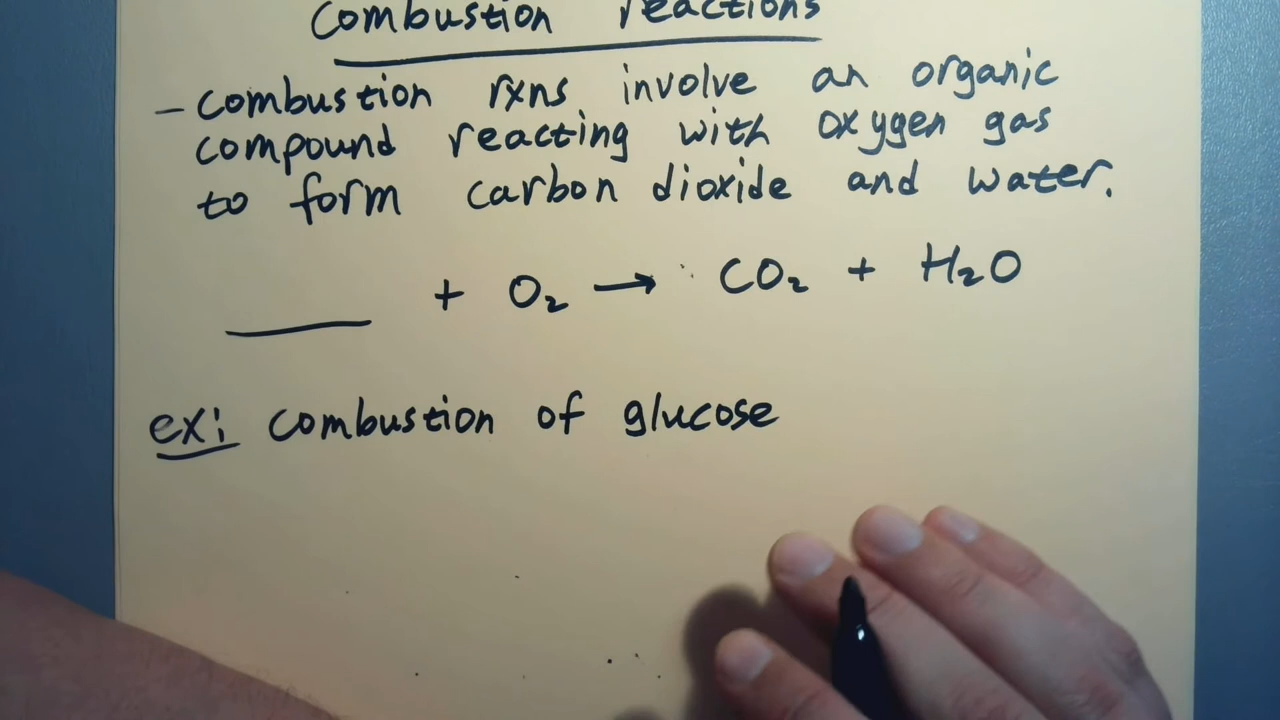 Combustion reactions
- combustion rxns involve an organic
compound reacting with oxygen gas
to form carbon dioxide and water.
____ + O₂ → CO₂ + H₂O
ex: combustion of glucose